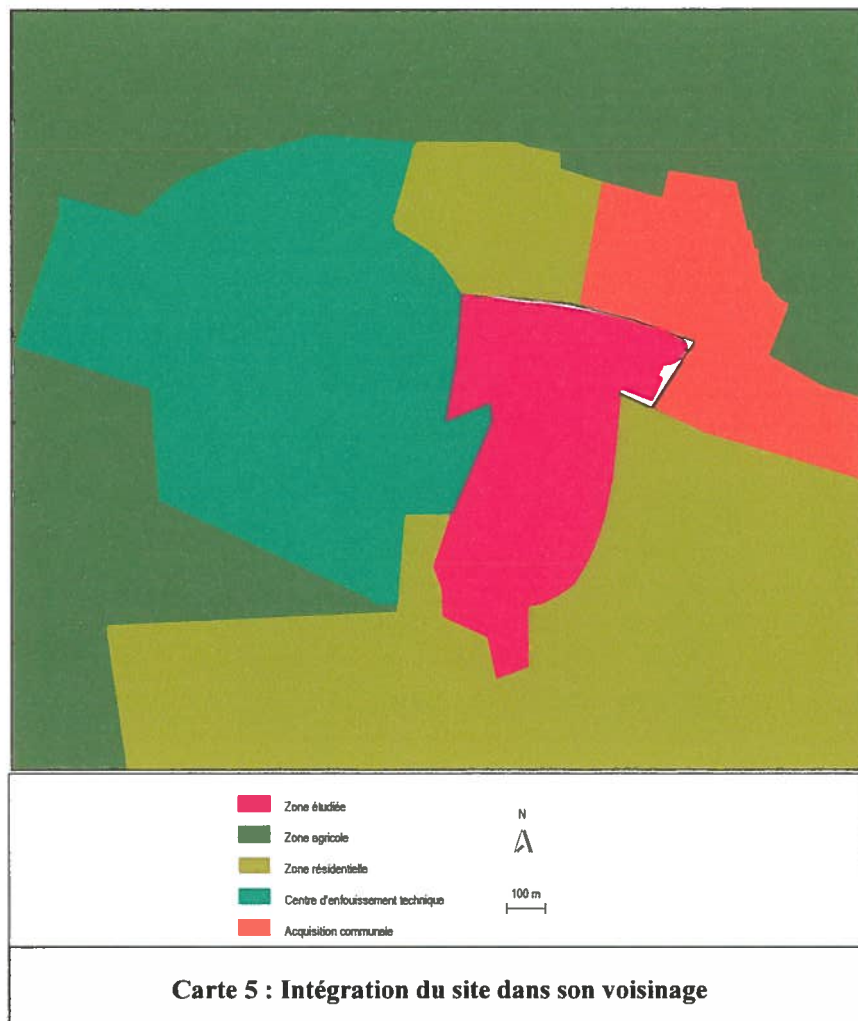 Zone étudiée
Zone agricole
Zone résidentielle
Centre d'enfouissement technique
Acquisition communale
N
100 m
Carte 5 : Intégration du site dans son voisinage